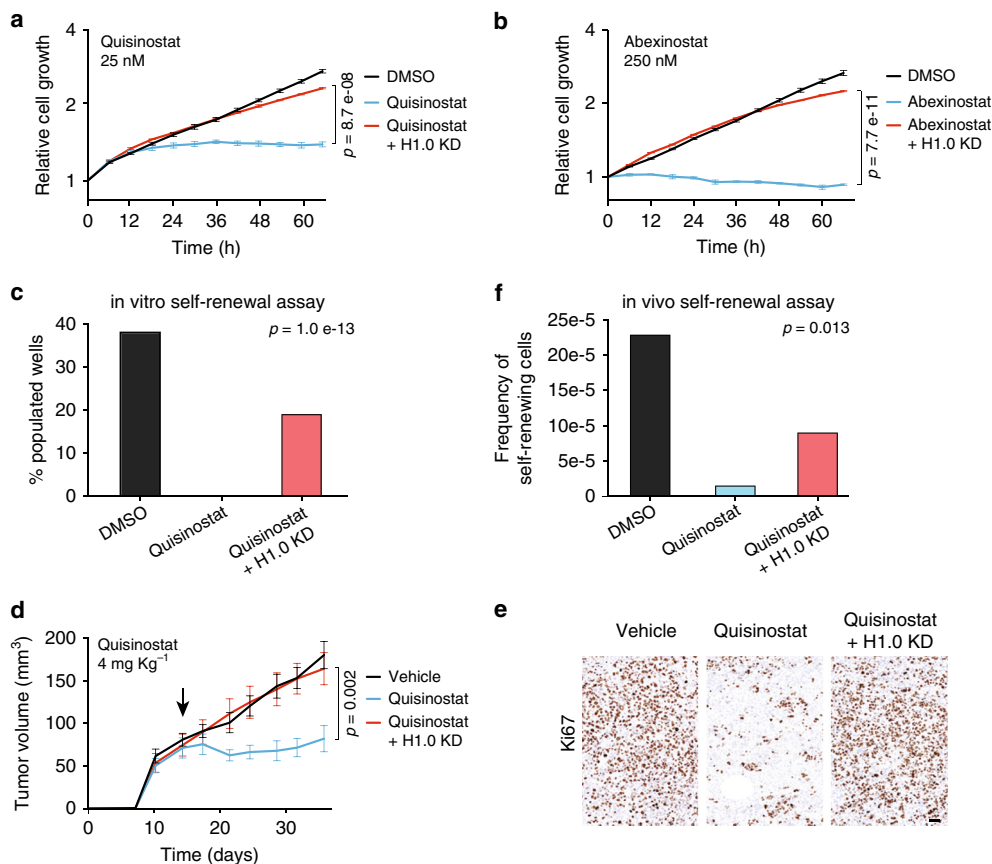 a
Quisinostat
25 nM
Relative cell growth
4
2
1
0
12
24
36
48
60
Time (h)
DMSO
Quisinostat
Quisinostat
+ H1.0 KD
p = 8.7 e-08
b
Abexinostat
250 nM
Relative cell growth
4
2
1
0
12
24
36
48
60
Time (h)
DMSO
Abexinostat
Abexinostat
+ H1.0 KD
p = 7.7 e-11
c
in vitro self-renewal assay
p = 1.0 e-13
% populated wells
40
30
20
10
0
DMSO
Quisinostat
Quisinostat
+ H1.0 KD
f
in vivo self-renewal assay
p = 0.013
Frequency of
self-renewing cells
25e-5
20e-5
15e-5
10e-5
5e-5
0
DMSO
Quisinostat
Quisinostat
+ H1.0 KD
d
Quisinostat
4 mg Kg⁻¹
Tumor volume (mm³)
200
150
100
50
0
0
10
20
30
Time (days)
Vehicle
Quisinostat
Quisinostat
+ H1.0 KD
p = 0.002
e
Vehicle
Quisinostat
Quisinostat
+ H1.0 KD
Ki67